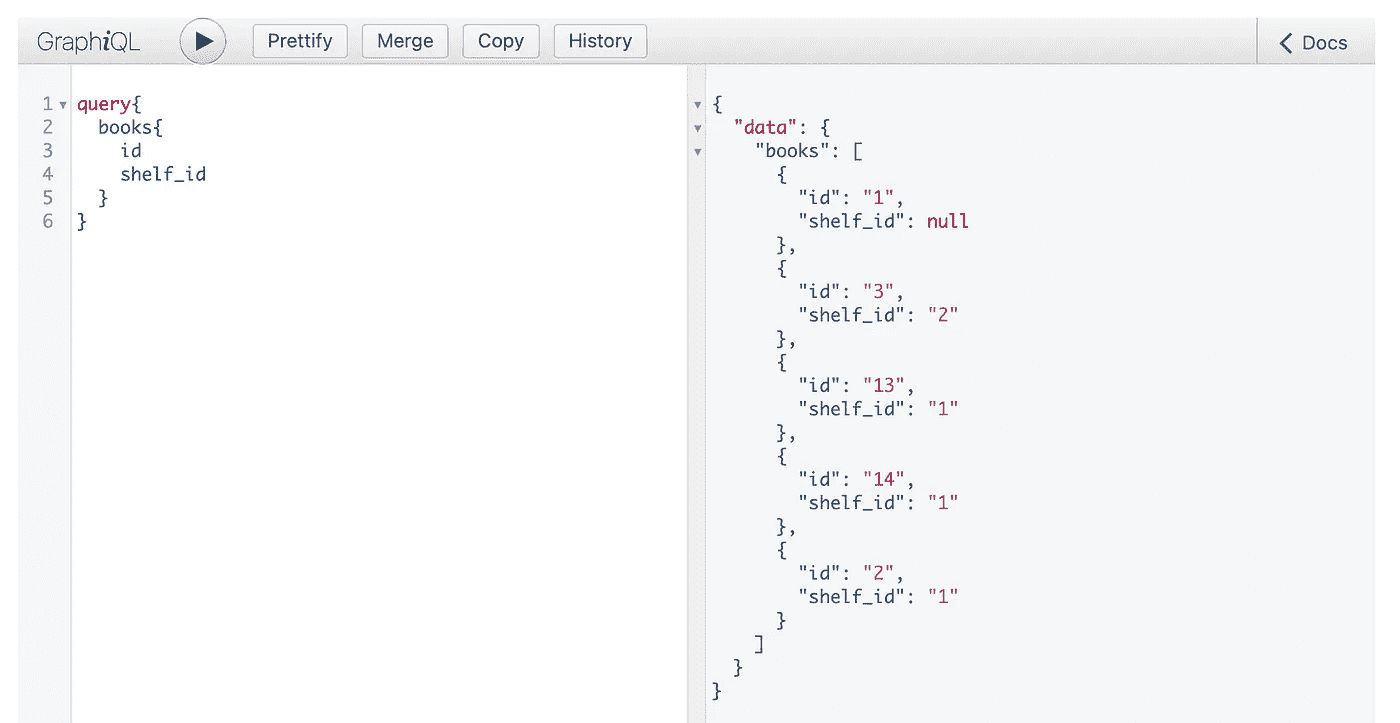 GraphiQL Prettify Merge Copy History Docs
1 query{
2   books{
3     id
4     shelf_id
5   }
6 }
{
  "data": {
    "books": [
      {
        "id": "1",
        "shelf_id": null
      },
      {
        "id": "3",
        "shelf_id": "2"
      },
      {
        "id": "13",
        "shelf_id": "1"
      },
      {
        "id": "14",
        "shelf_id": "1"
      },
      {
        "id": "2",
        "shelf_id": "1"
      }
    ]
  }
}